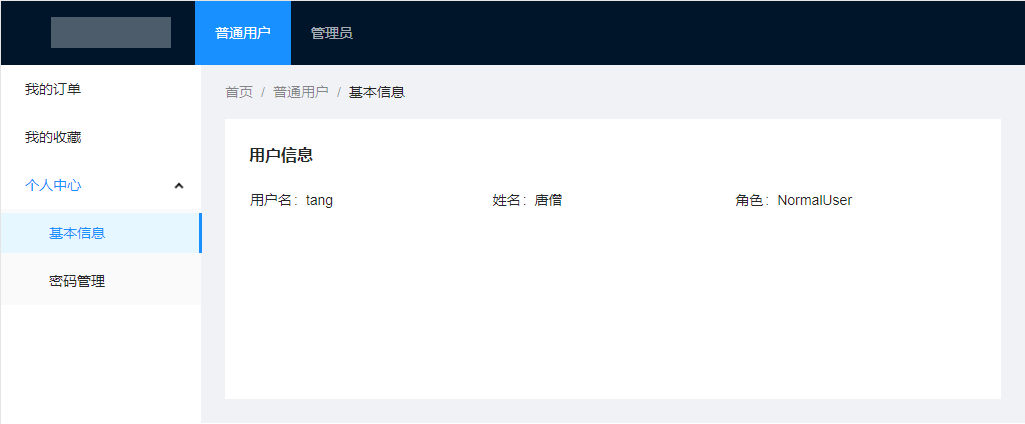 普通用户 管理员
我的订单
我的收藏
个人中心
基本信息
密码管理
首页 / 普通用户 / 基本信息
用户信息
用户名：tang 姓名：唐僧 角色：NormalUser